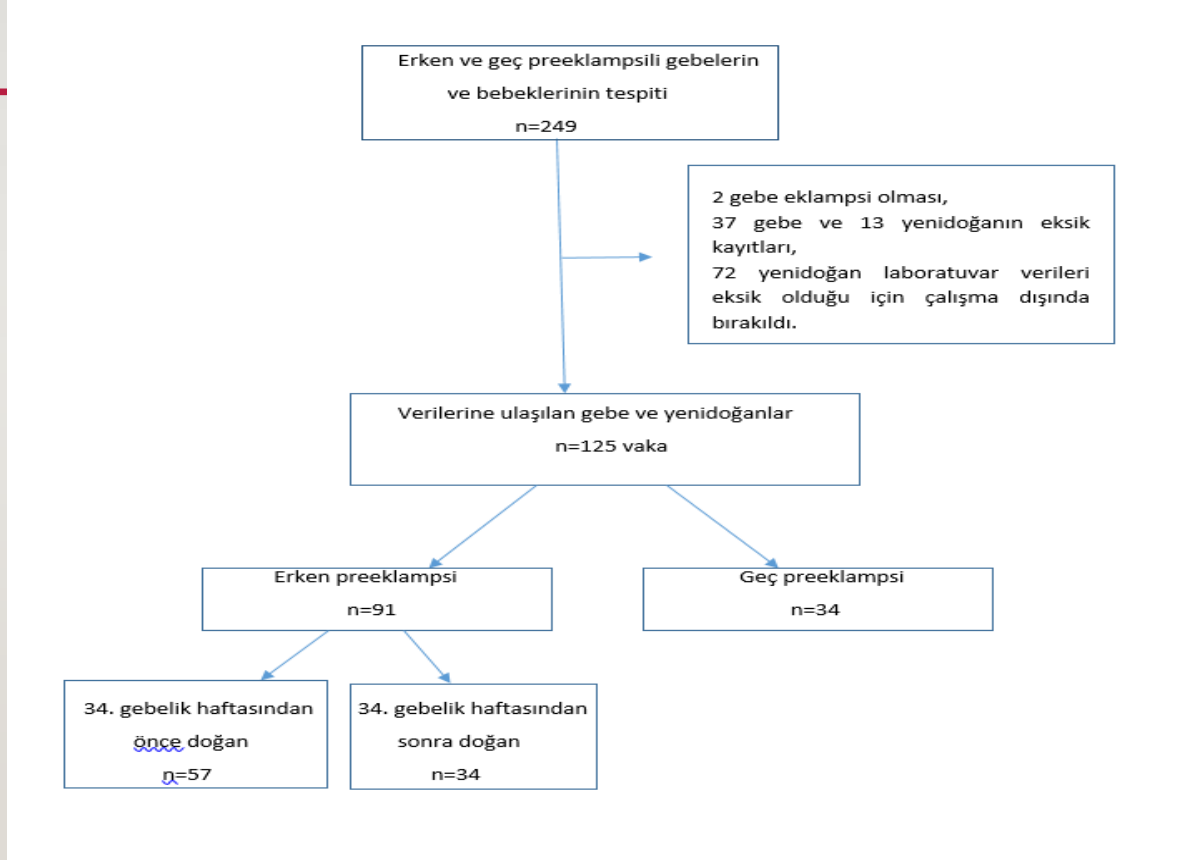 Erken ve geç preeklampsili gebelerin
ve bebeklerinin tespiti
n=249
2 gebe eklampsi olması,
37 gebe ve 13 yenidoğanın eksik
kayıtları,
72 yenidoğan laboratuvar verileri
eksik olduğu için çalışma dışında
bırakıldı.
Verilerine ulaşılan gebe ve yenidoğanlar
n=125 vaka
Erken preeklampsi
n=91
Geç preeklampsi
n=34
34. gebelik haftasından
önçe doğan
n=57
34. gebelik haftasından
sonra doğan
n=34